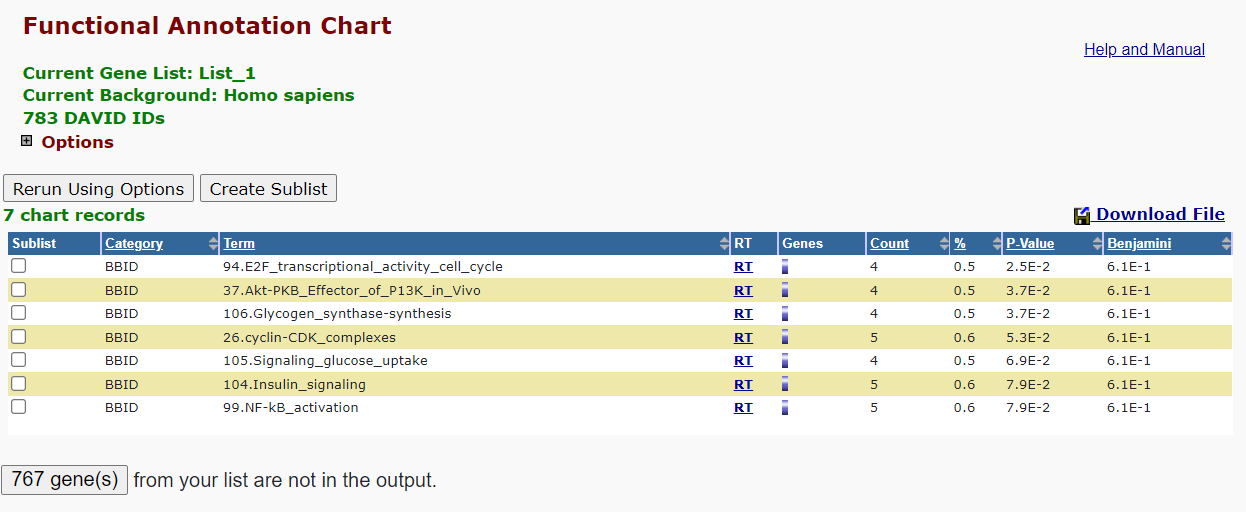 Functional Annotation Chart
Help and Manual
Current Gene List: List_1
Current Background: Homo sapiens
783 DAVID IDs
Options
Rerun Using Options Create Sublist
7 chart records Download File
Sublist Category Term RT Genes Count % P-Value Benjamini
BBID 94.E2F_transcriptional_activity_cell_cycle RT 4 0.5 2.5E-2 6.1E-1
BBID 37.Akt-PKB_Effector_of_P13K_in_Vivo RT 4 0.5 3.7E-2 6.1E-1
BBID 106.Glycogen_synthase-synthesis RT 4 0.5 3.7E-2 6.1E-1
BBID 26.cyclin-CDK_complexes RT 5 0.6 5.3E-2 6.1E-1
BBID 105.Signaling_glucose_uptake RT 4 0.5 6.9E-2 6.1E-1
BBID 104.Insulin_signaling RT 5 0.6 7.9E-2 6.1E-1
BBID 99.NF-kB_activation RT 5 0.6 7.9E-2 6.1E-1
767 gene(s) from your list are not in the output.